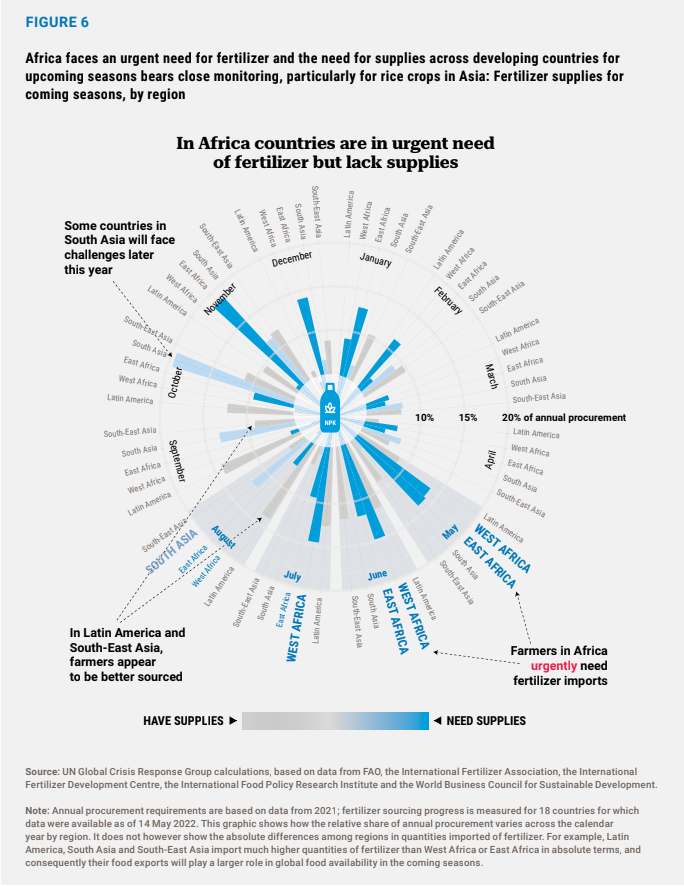 FIGURE 6
Africa faces an urgent need for fertilizer and the need for supplies across developing countries for
upcoming seasons bears close monitoring, particularly for rice crops in Asia: Fertilizer supplies for
coming seasons, by region
In Africa countries are in urgent need
of fertilizer but lack supplies
Some countries in
South Asia will face
challenges later
this year
January
Latin America
West Africa
East Africa
South Asia
South-East Asia
February
Latin America
West Africa
East Africa
South Asia
South-East Asia
March
Latin America
West Africa
East Africa
South Asia
South-East Asia
10%
15%
20% of annual procurement
April
Latin America
West Africa
East Africa
South Asia
South-East Asia
May
Latin America
WEST AFRICA
EAST AFRICA
South Asia
South-East Asia
June
Latin America
WEST AFRICA
EAST AFRICA
South Asia
South-East Asia
July
Latin America
WEST AFRICA
East Africa
South Asia
South-East Asia
August
Latin America
West Africa
East Africa
SOUTH ASIA
South-East Asia
September
Latin America
West Africa
East Africa
South Asia
South-East Asia
October
Latin America
West Africa
East Africa
South Asia
South-East Asia
November
Latin America
West Africa
East Africa
South Asia
South-East Asia
December
Latin America
West Africa
East Africa
South Asia
South-East Asia
NPK
In Latin America and
South-East Asia,
farmers appear
to be better sourced
Farmers in Africa
urgently need
fertilizer imports
HAVE SUPPLIES
NEED SUPPLIES
Source: UN Global Crisis Response Group calculations, based on data from FAO, the International Fertilizer Association, the International
Fertilizer Development Centre, the International Food Policy Research Institute and the World Business Council for Sustainable Development.
Note: Annual procurement requirements are based on data from 2021; fertilizer sourcing progress is measured for 18 countries for which
data were available as of 14 May 2022. This graphic shows how the relative share of annual procurement varies across the calendar
year by region. It does not however show the absolute differences among regions in quantities imported of fertilizer. For example, Latin
America, South Asia and South-East Asia import much higher quantities of fertilizer than West Africa or East Africa in absolute terms, and
consequently their food exports will play a larger role in global food availability in the coming seasons.